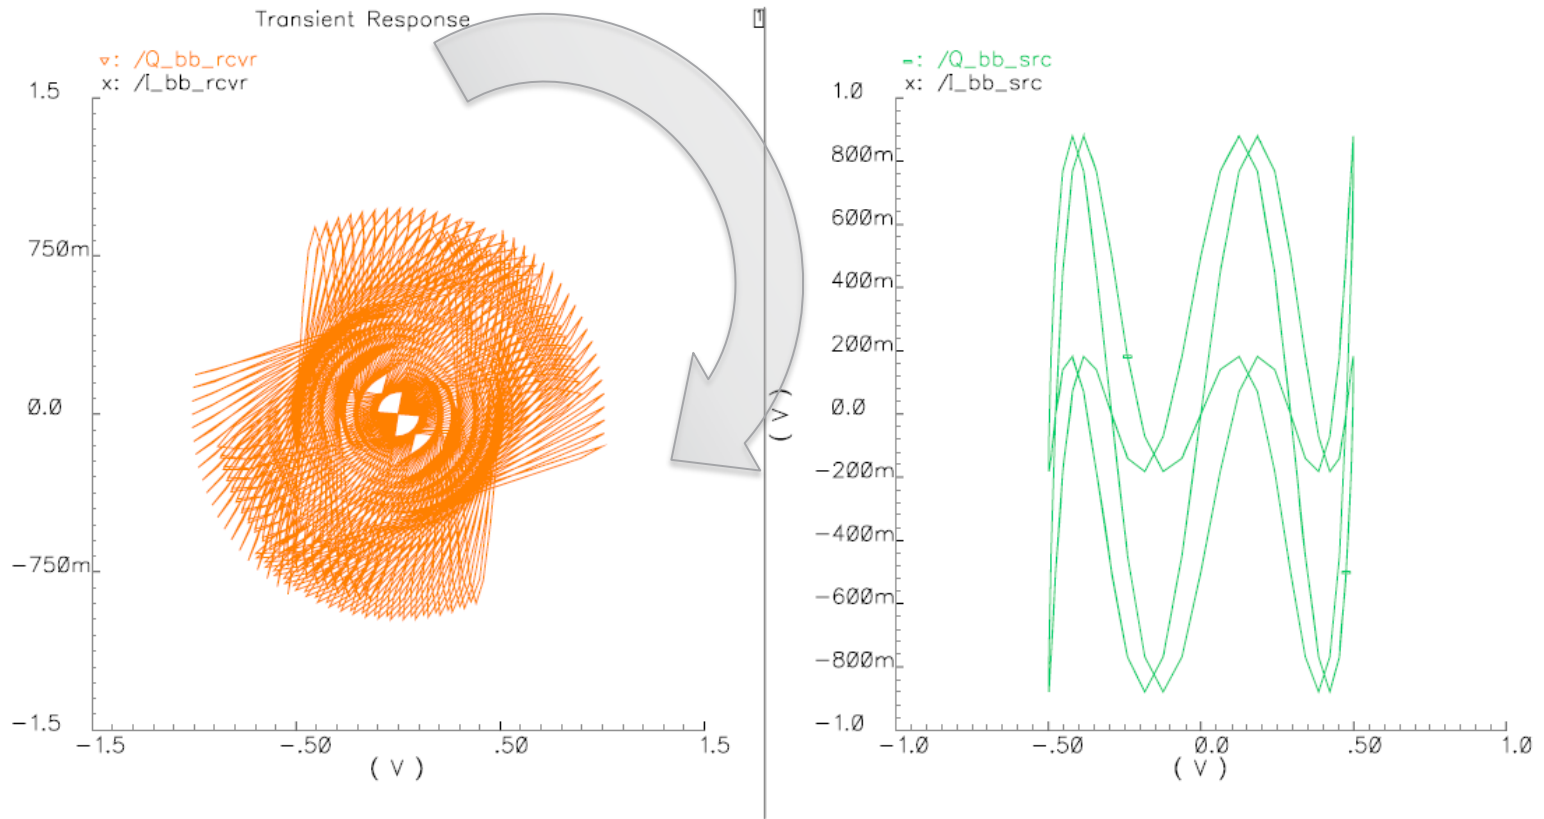 Transient Response
1
▿: /Q_bb_rcvr
x: /I_bb_rcvr
1.5
750m
0.0
-750m
-1.5
-1.5
-.50
.50
1.5
( V )
-: /Q_bb_src
x: /I_bb_src
1.0
800m
600m
400m
200m
0.0
-200m
-400m
-600m
-800m
-1.0
( V )
-1.0
-.50
0.0
.50
1.0
( V )